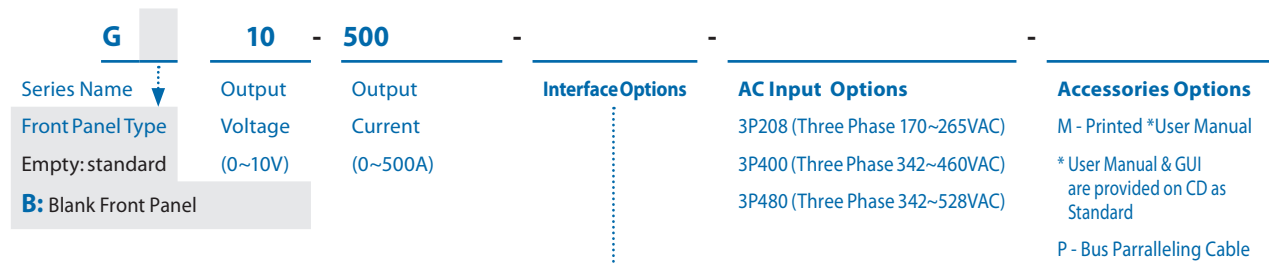 G 10 - 500 - - -
Series Name Output Output Interface Options AC Input Options Accessories Options
Front Panel Type Voltage Current 3P208 (Three Phase 170~265VAC) M - Printed *User Manual
Empty: standard (0~10V) (0~500A) 3P400 (Three Phase 342~460VAC) * User Manual & GUI
are provided on CD as
B: Blank Front Panel 3P480 (Three Phase 342~528VAC) Standard
P - Bus Parralleling Cable